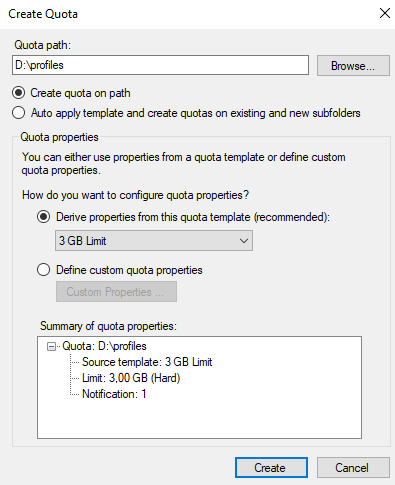 Create Quota
Quota path:
D:\profiles
Browse...
Create quota on path
Auto apply template and create quotas on existing and new subfolders
Quota properties
You can either use properties from a quota template or define custom
quota properties.
How do you want to configure quota properties?
Derive properties from this quota template (recommended):
3 GB Limit
Define custom quota properties
Custom Properties ...
Summary of quota properties:
Quota: D:\profiles
Source template: 3 GB Limit
Limit: 3,00 GB (Hard)
Notification: 1
Create
Cancel